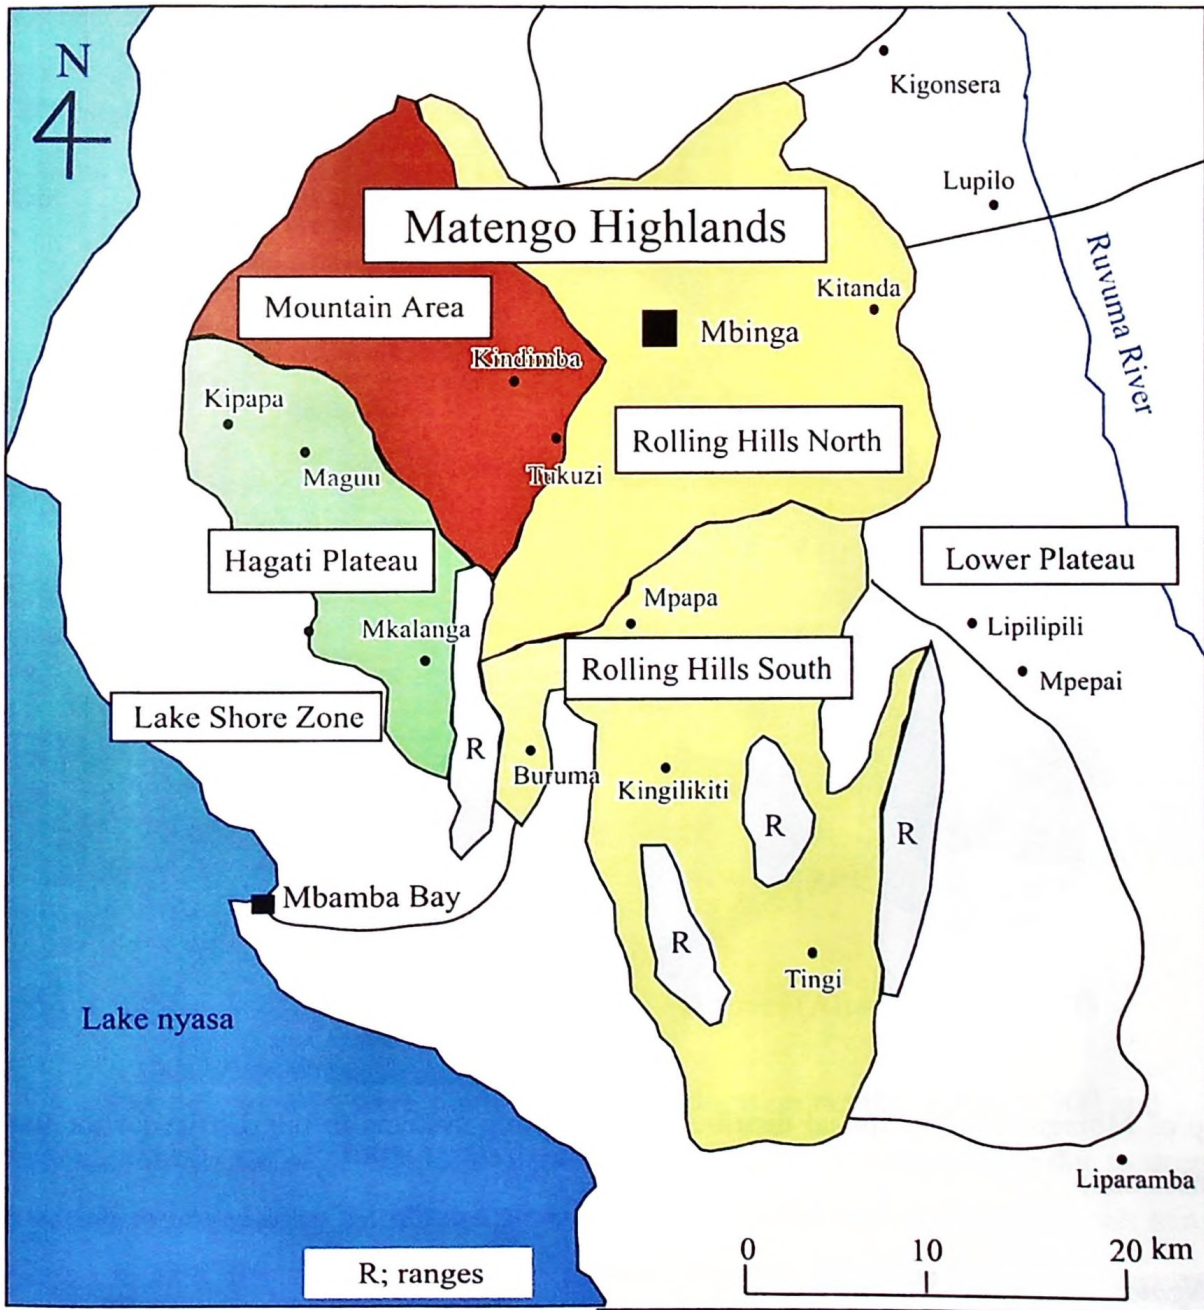 N
Kigonsera
Lupilo
Matengo Highlands
Ruvuma River
Kitanda
Mountain Area
Mbinga
Kindimba
Kipapa
Rolling Hills North
Maguu
Tukuzi
Hagati Plateau
Lower Plateau
Mpapa
Mkalanga
Lipilipili
Rolling Hills South
Mpepai
Lake Shore Zone
R
Buruma
Kingilikiti
R
R
Mbamba Bay
R
Tingi
Lake nyasa
Liparamba
R; ranges
0 10 20 km